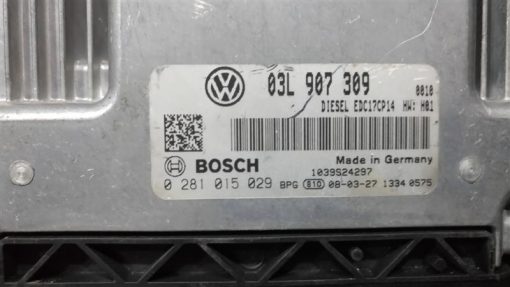 03L 907 309
0010
DIESEL EDC17CP14 HW: H01
BOSCH
Made in Germany
1039S24297
0 281 015 029 BPG 810 08-03-27 1334 0575